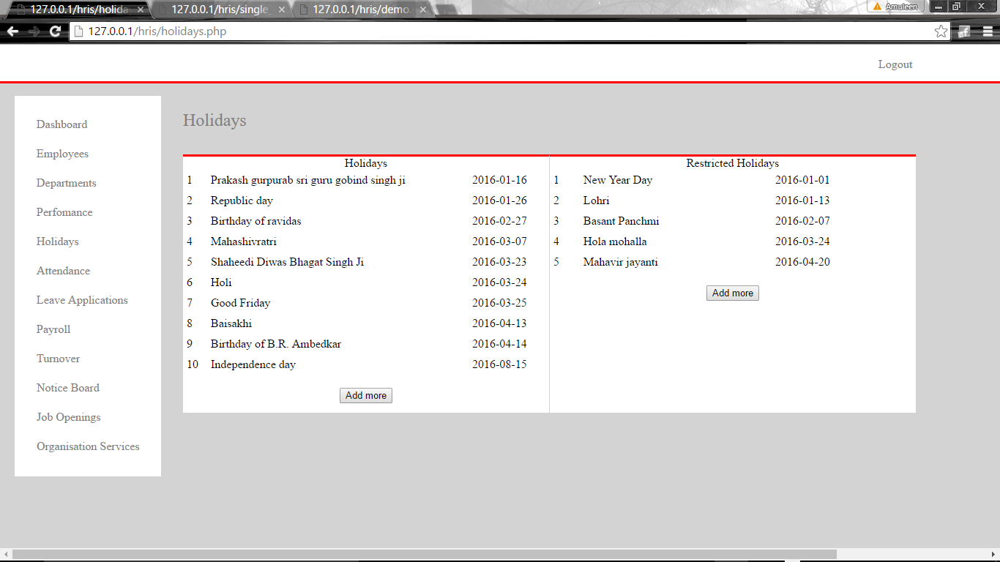 127.0.0.1/hris/holida
127.0.0.1/hris/single_
127.0.0.1/hris/demo.
Amuleen
127.0.0.1/hris/holidays.php
Logout
Dashboard
Employees
Departments
Perfomance
Holidays
Attendance
Leave Applications
Payroll
Turnover
Notice Board
Job Openings
Organisation Services
Holidays
Holidays
1 Prakash gurpurab sri guru gobind singh ji 2016-01-16
2 Republic day 2016-01-26
3 Birthday of ravidas 2016-02-27
4 Mahashivratri 2016-03-07
5 Shaheedi Diwas Bhagat Singh Ji 2016-03-23
6 Holi 2016-03-24
7 Good Friday 2016-03-25
8 Baisakhi 2016-04-13
9 Birthday of B.R. Ambedkar 2016-04-14
10 Independence day 2016-08-15
Add more
Restricted Holidays
1 New Year Day 2016-01-01
2 Lohri 2016-01-13
3 Basant Panchmi 2016-02-07
4 Hola mohalla 2016-03-24
5 Mahavir jayanti 2016-04-20
Add more